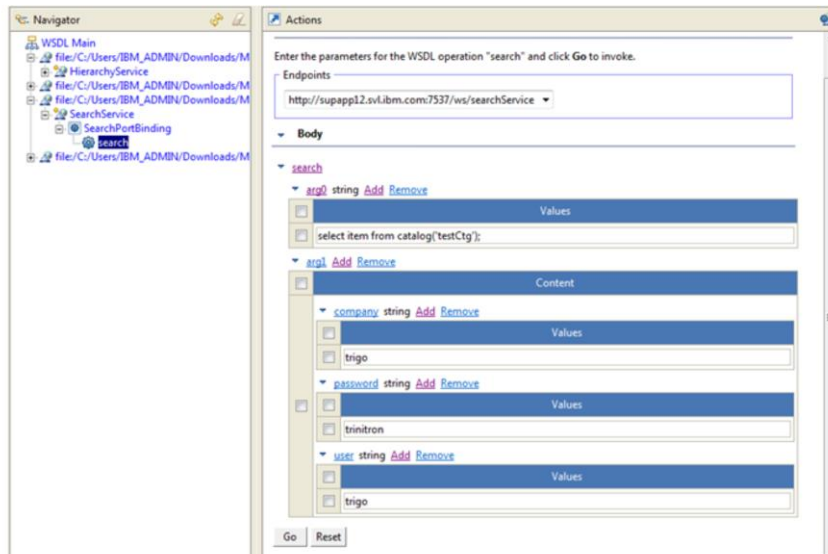 Navigator
WSDL Main
file:/C:/Users/IBM_ADMIN/Downloads/M
HierarchyService
file:/C:/Users/IBM_ADMIN/Downloads/M
file:/C:/Users/IBM_ADMIN/Downloads/M
SearchService
SearchPortBinding
search
file:/C:/Users/IBM_ADMIN/Downloads/M
Actions
Enter the parameters for the WSDL operation "search" and click Go to invoke.
Endpoints
http://supapp12.svl.ibm.com:7537/ws/searchService
Body
search
arg0 string Add Remove
Values
select item from catalog('testCtg');
arg1 Add Remove
Content
company string Add Remove
Values
trigo
password string Add Remove
Values
trinitron
user string Add Remove
Values
trigo
Go Reset